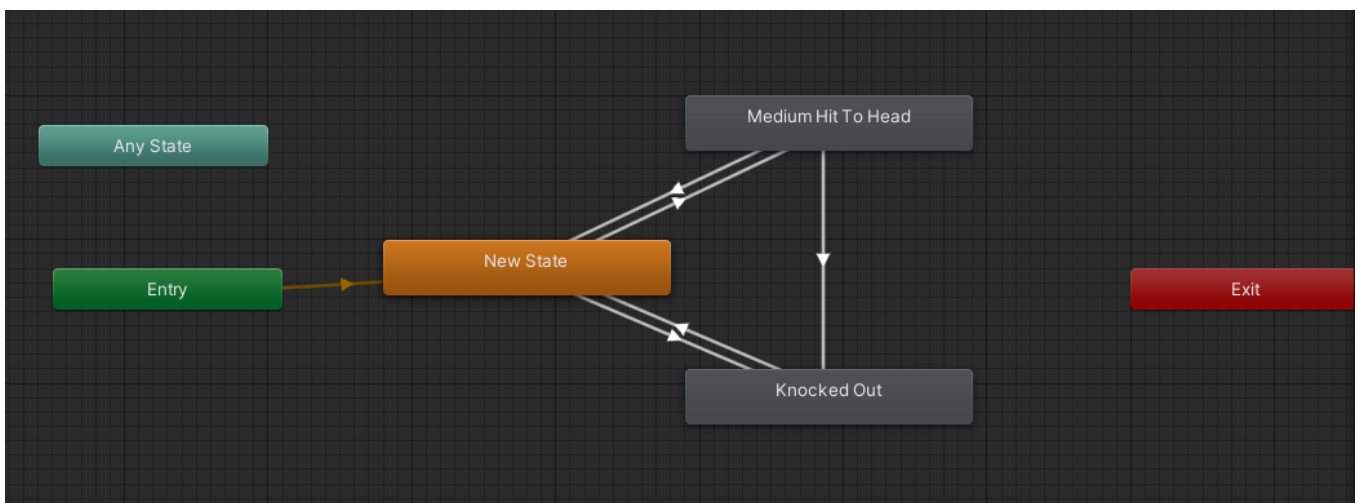 Medium Hit To Head
Any State
New State
Entry
Exit
Knocked Out